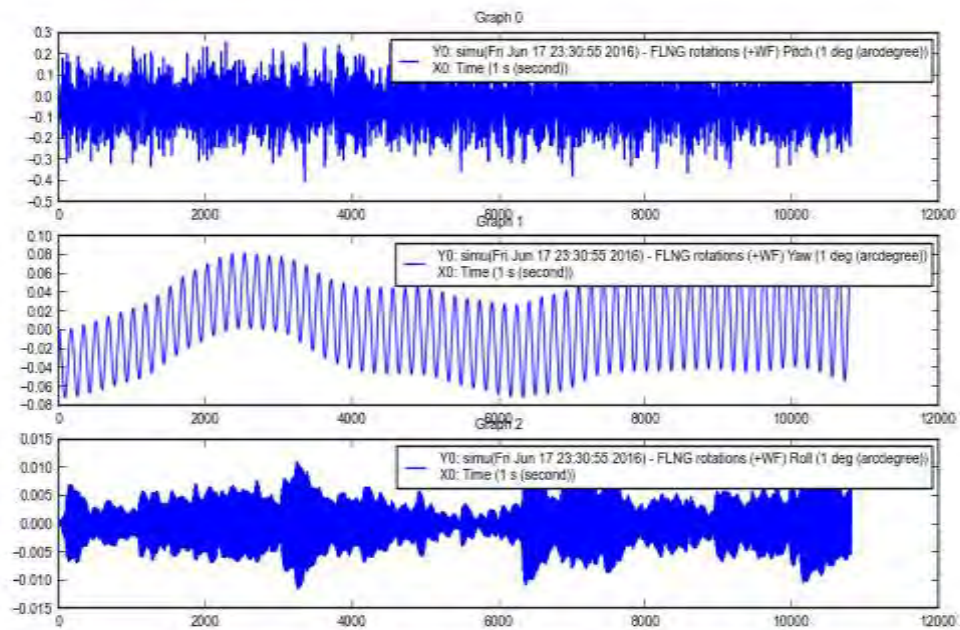 Graph 0
0.3
0.2
0.1
0.0
−0.1
−0.2
−0.3
−0.4
−0.5
Y0: simu(Fri Jun 17 23:30:55 2016) - FLNG rotations (+WF) Pitch (1 deg (arcdegree))
X0: Time (1 s (second))
0 2000 4000 6000 8000 10000 12000
Graph 1
0.10
0.08
0.06
0.04
0.02
0.00
−0.02
−0.04
−0.06
−0.08
Y0: simu(Fri Jun 17 23:30:55 2016) - FLNG rotations (+WF) Yaw (1 deg (arcdegree))
X0: Time (1 s (second))
0 2000 4000 6000 8000 10000 12000
Graph 2
0.015
0.010
0.005
0.000
−0.005
−0.010
−0.015
Y0: simu(Fri Jun 17 23:30:55 2016) - FLNG rotations (+WF) Roll (1 deg (arcdegree))
X0: Time (1 s (second))
0 2000 4000 6000 8000 10000 12000